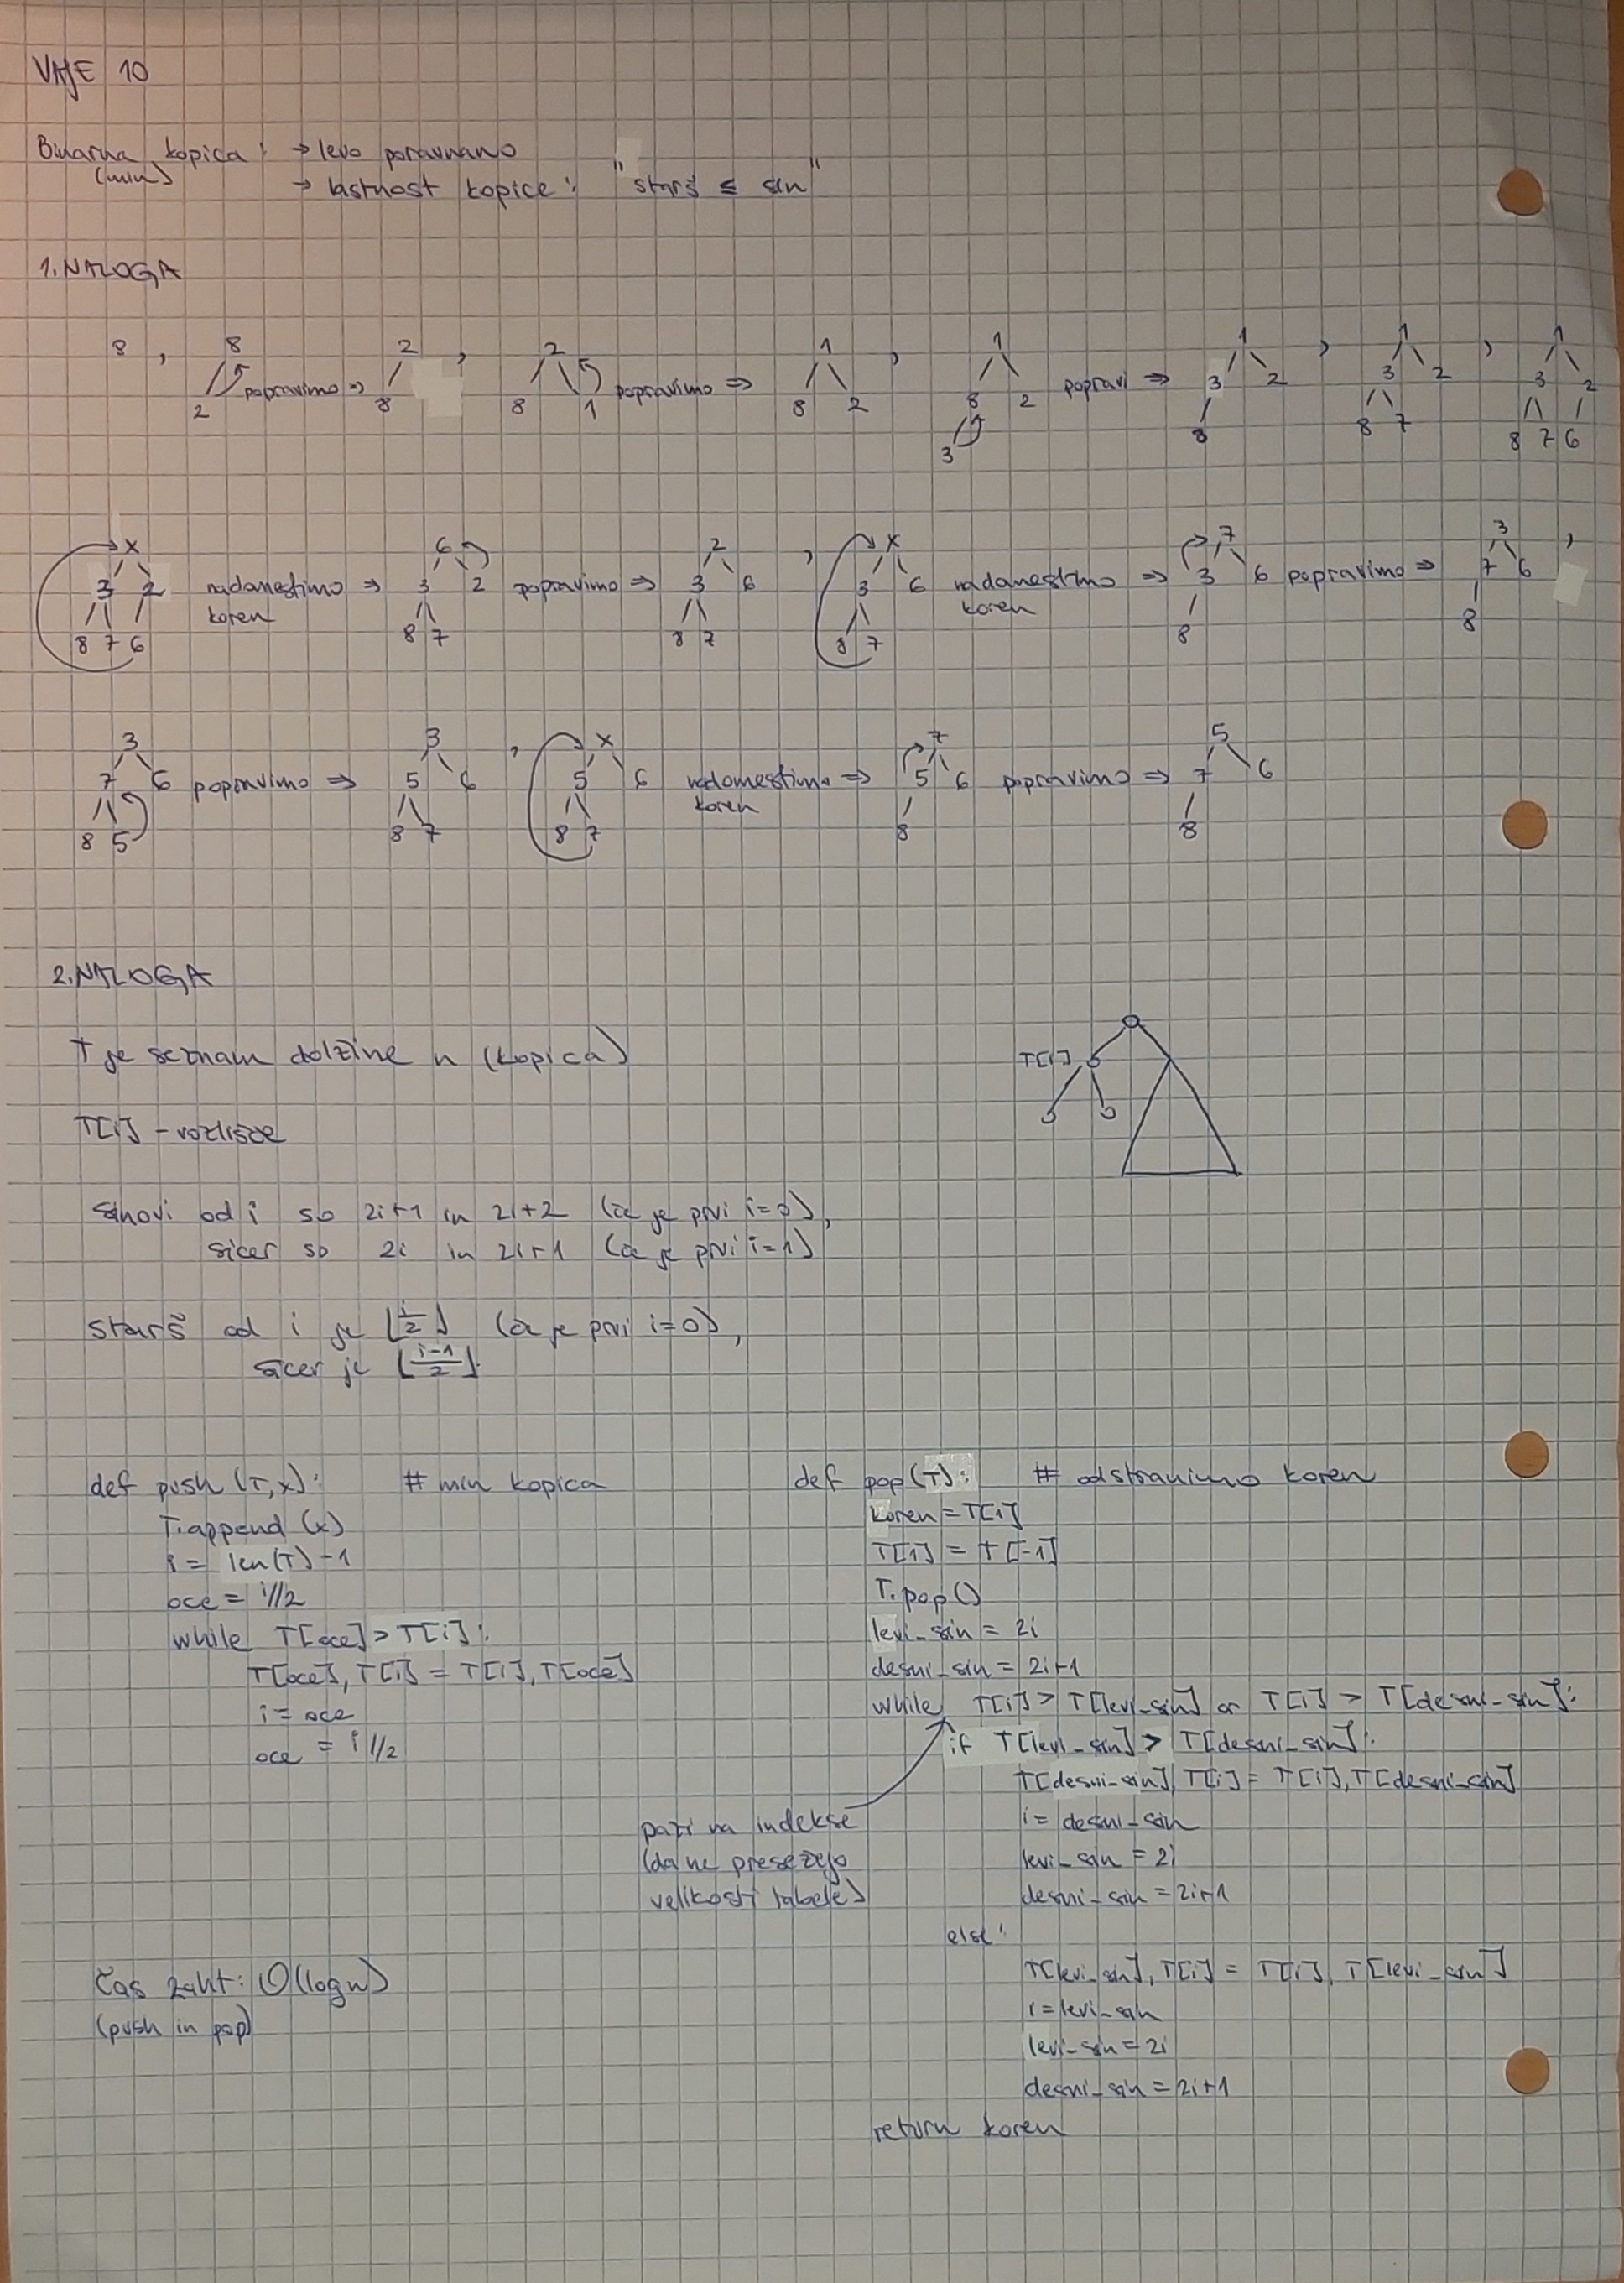 VAJE 10
Binarna kopica: → levo poravnano
(min) → lastnost kopice: "starš ≤ sin"
1. NALOGA
8 , 8 2 , 2 1 , 1 1 , 1 , 1
2 popravimo ⇒ 8 8 1 popravimo ⇒ 8 2 8 2 popravi ⇒ 3 2 3 2 3 2
3 8 8 7 8 7 6
x 6 2 , x 7 3 ,
3 2 nadomestimo ⇒ 3 2 popravimo ⇒ 3 6 3 6 nadomestimo ⇒ 3 6 popravimo ⇒ 7 6
koren koren
8 7 6 8 7 8 7 8 7 8 8
3 3 , x 7 5
7 6 popravimo ⇒ 5 6 5 6 nadomestimo ⇒ 5 6 popravimo ⇒ 7 6
koren
8 5 8 7 8 7 8 8
2. NALOGA
T je seznam dolžine n (kopica)
T[i]
T[i] - vozlišče
sinovi od i so 2i+1 in 2i+2 (če je prvi i=0),
sicer so 2i in 2i+1 (če je prvi i=1)
starš od i je ⌊i/2⌋ (če je prvi i=0),
sicer je ⌊(i-1)/2⌋.
def push (T,x): # min kopica
T.append (x)
i = len(T) - 1
oce = i//2
while T[oce] > T[i]:
T[oce], T[i] = T[i], T[oce]
i = oce
oce = i//2
def pop(T): # odstranimo koren
koren = T[1]
T[1] = T[-1]
T.pop()
levi_sin = 2i
desni_sin = 2i+1
while T[i] > T[levi_sin] or T[i] > T[desni_sin]:
if T[levi_sin] > T[desni_sin]:
T[desni_sin], T[i] = T[i], T[desni_sin]
i = desni_sin
levi_sin = 2i
desni_sin = 2i+1
else:
T[levi_sin], T[i] = T[i], T[levi_sin]
i = levi_sin
levi_sin = 2i
desni_sin = 2i+1
return koren
pazi na indekse
(da ne presežejo
velikosti tabele)
Čas zaht: O(log n)
(push in pop)